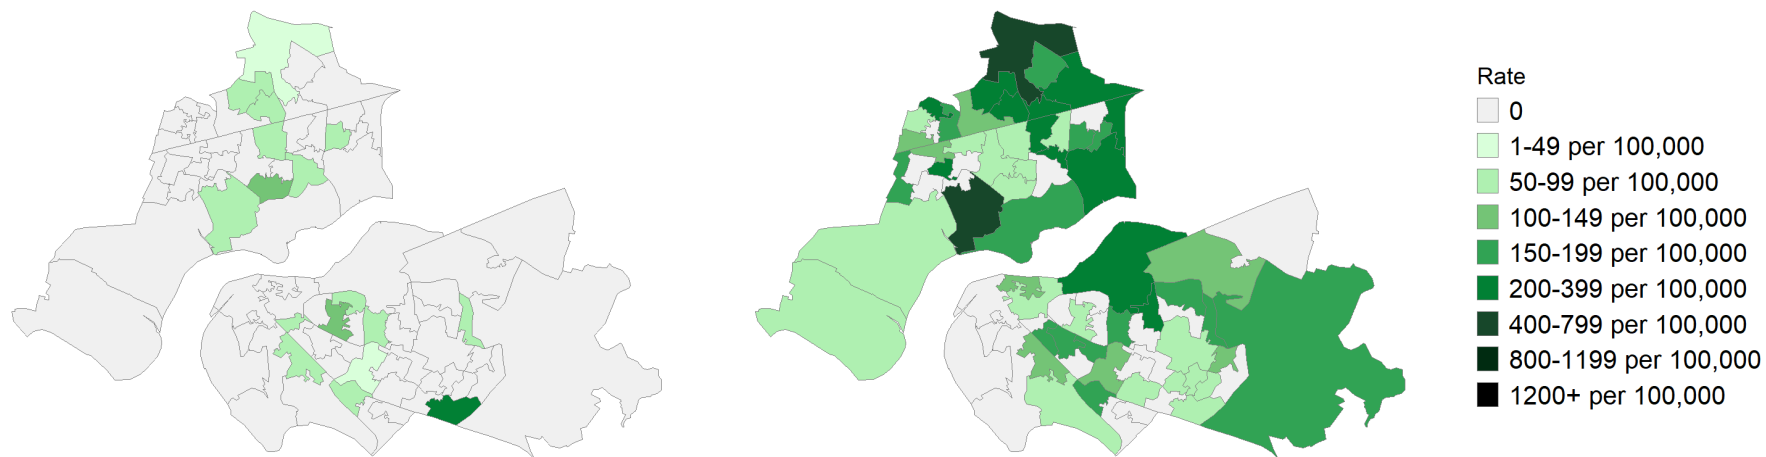 Rate
0
1-49 per 100,000
50-99 per 100,000
100-149 per 100,000
150-199 per 100,000
200-399 per 100,000
400-799 per 100,000
800-1199 per 100,000
1200+ per 100,000